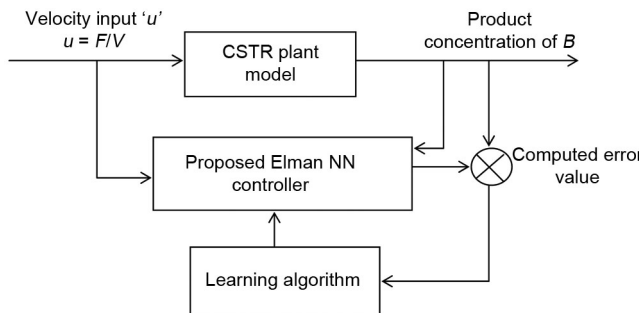 Velocity input ‘u’
u = F/V
CSTR plant
model
Product
concentration of B
Proposed Elman NN
controller
Computed error
value
Learning algorithm